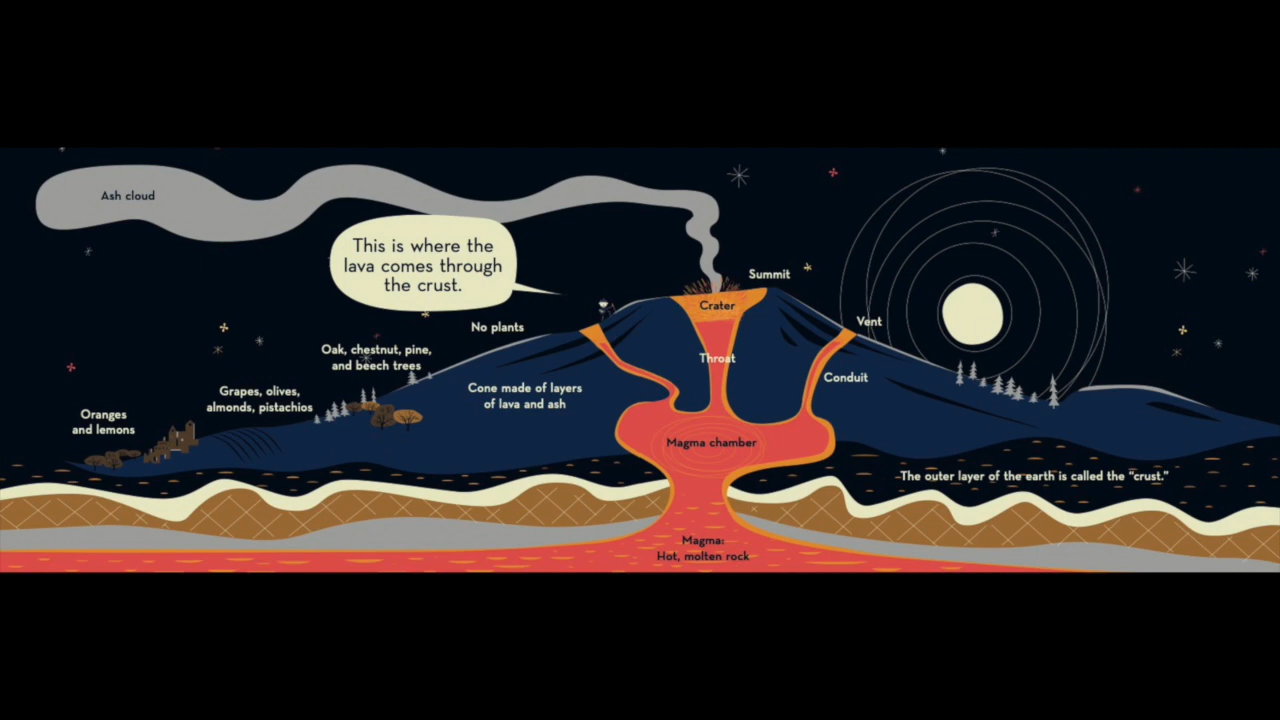 Ash cloud
This is where the
lava comes through
the crust.
Summit
Crater
No plants
Vent
Oak, chestnut, pine,
and beech trees
Throat
Conduit
Grapes, olives,
almonds, pistachios
Cone made of layers
of lava and ash
Oranges
and lemons
Magma chamber
The outer layer of the earth is called the “crust.”
Magma:
Hot, molten rock